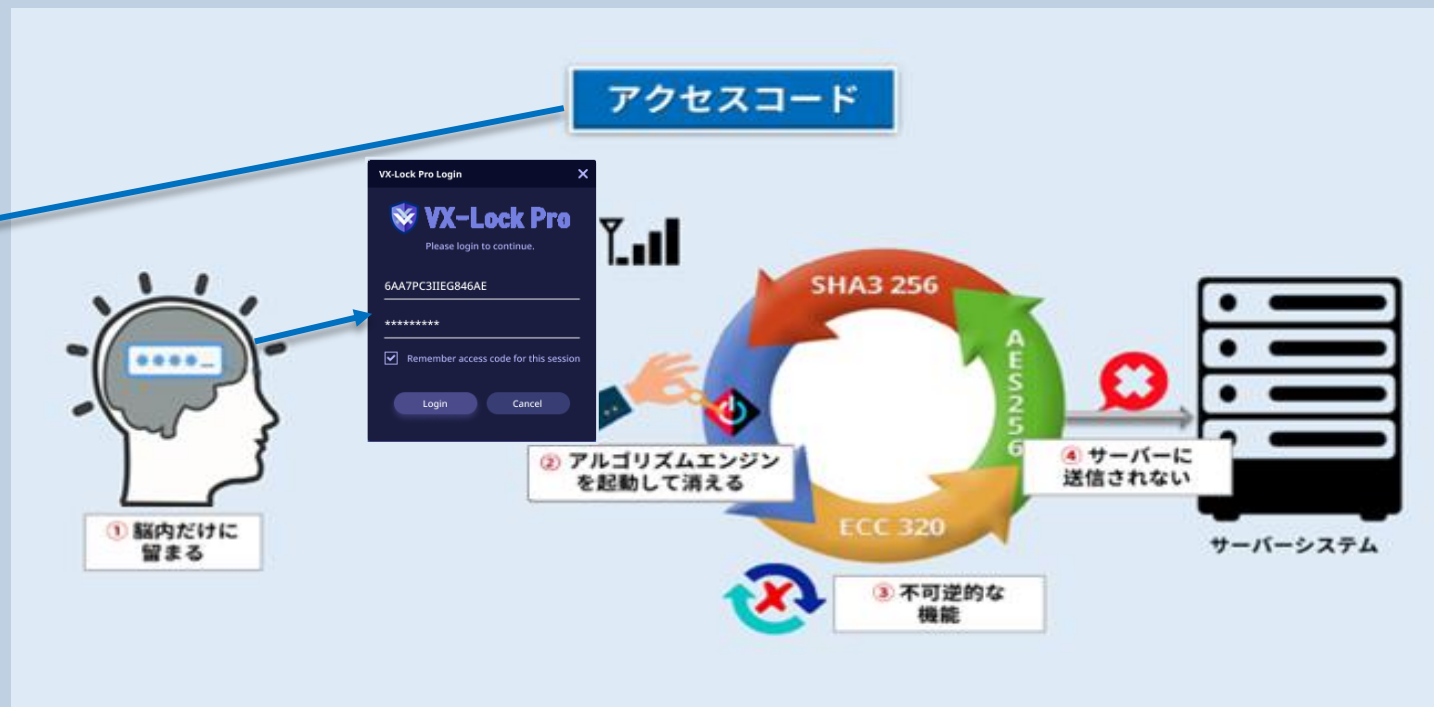 アクセスコード
VX-Lock Pro Login
VX-Lock Pro
Please login to continue.
6AA7PC3IIEG846AE
*********
Remember access code for this session
Login
Cancel
****_
① 脳内だけに
留まる
② アルゴリズムエンジン
を起動して消える
SHA3 256
AES256
ECC 320
③ 不可逆的な
機能
④ サーバーに
送信されない
サーバーシステム